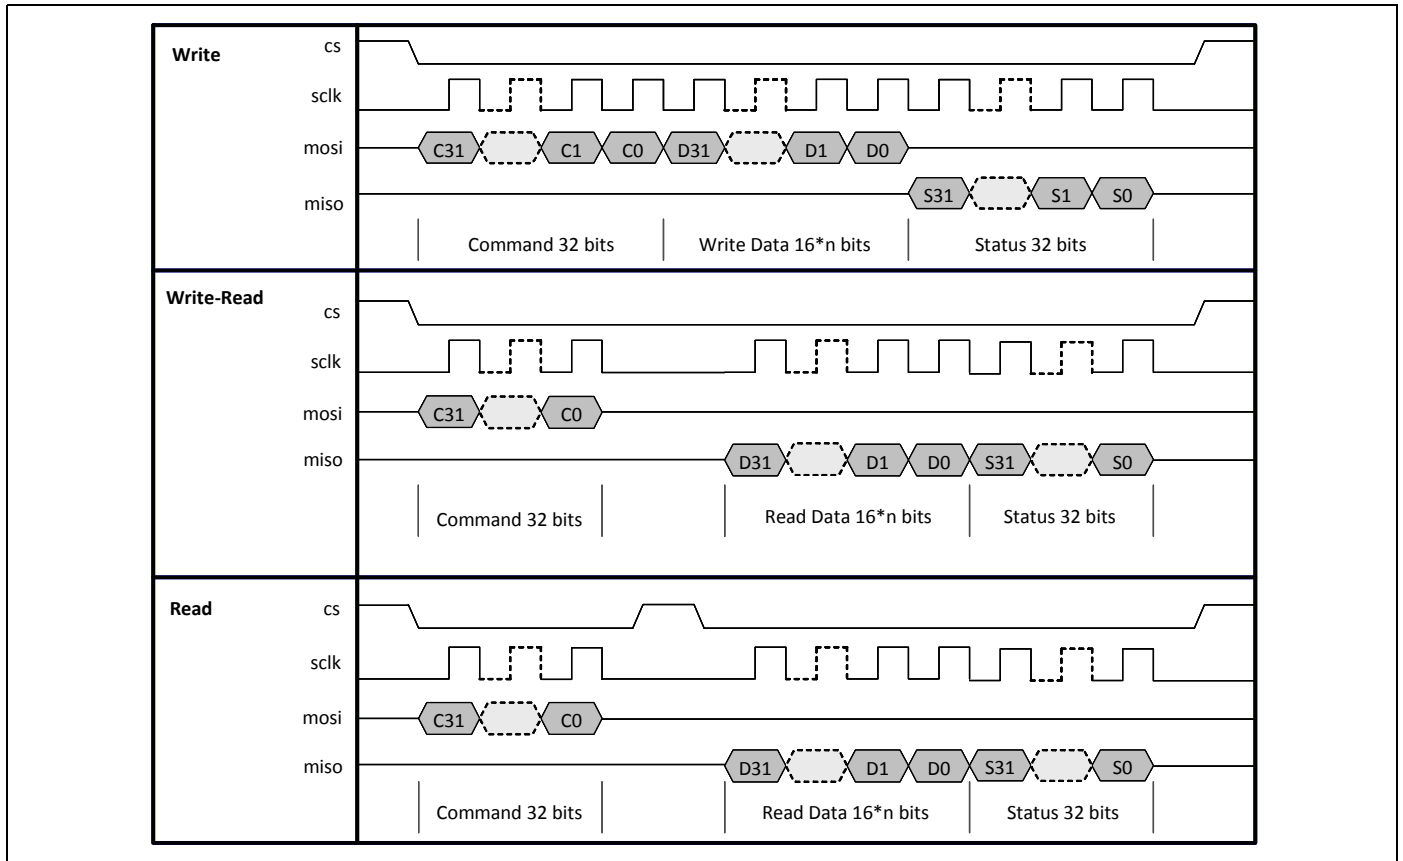 Write
cs
sclk
mosi C31 C1 C0 D31 D1 D0
miso S31 S1 S0
Command 32 bits Write Data 16*n bits Status 32 bits
Write-Read
cs
sclk
mosi C31 C0
miso D31 D1 D0 S31 S0
Command 32 bits Read Data 16*n bits Status 32 bits
Read cs
sclk
mosi C31 C0
miso D31 D1 D0 S31 S0
Command 32 bits Read Data 16*n bits Status 32 bits